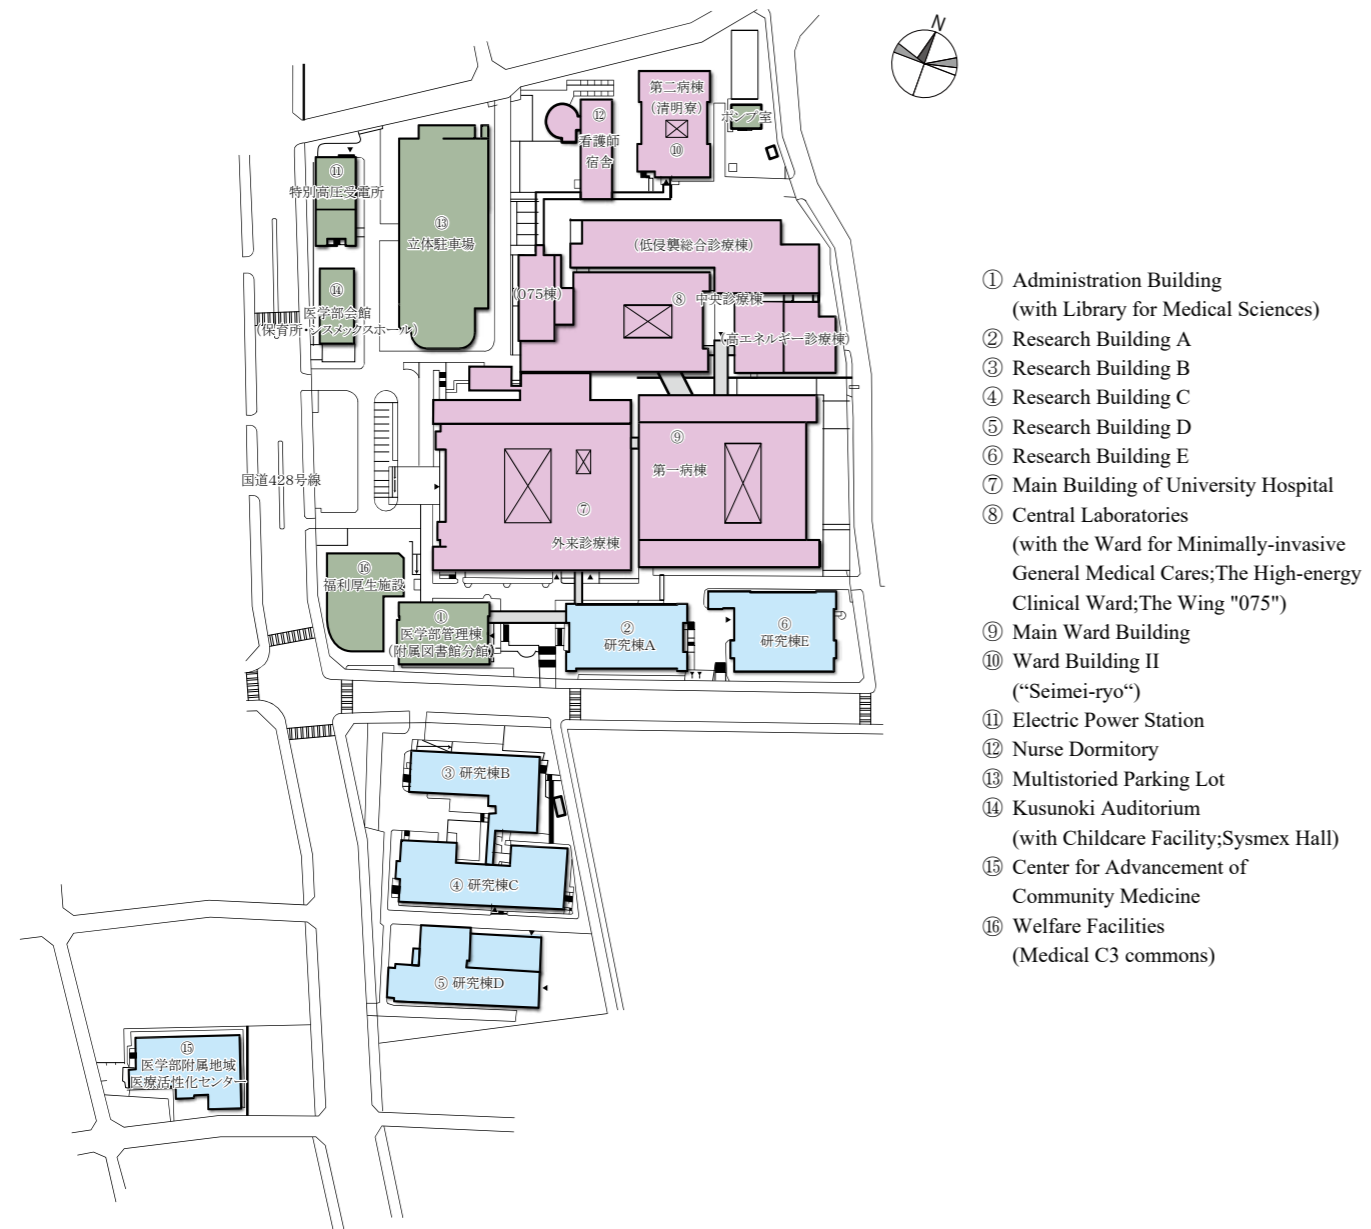 N
第二病棟
(清明寮)
⑩
ポンプ室
⑫
看護師
宿舎
⑪
特別高圧受電所
⑬
立体駐車場
(低侵襲総合診療棟)
(075棟)
⑧ 中央診療棟
(高エネルギー診療棟)
⑭
医学部会館
(保育所・シスメックスホール)
国道428号線
⑨
第一病棟
⑦
外来診療棟
⑯
福利厚生施設
①
医学部管理棟
(附属図書館分館)
②
研究棟A
⑥
研究棟E
③ 研究棟B
④ 研究棟C
⑤ 研究棟D
⑮
医学部附属地域
医療活性化センター
① Administration Building
(with Library for Medical Sciences)
② Research Building A
③ Research Building B
④ Research Building C
⑤ Research Building D
⑥ Research Building E
⑦ Main Building of University Hospital
⑧ Central Laboratories
(with the Ward for Minimally-invasive
General Medical Cares;The High-energy
Clinical Ward;The Wing "075")
⑨ Main Ward Building
⑩ Ward Building II
(“Seimei-ryo“)
⑪ Electric Power Station
⑫ Nurse Dormitory
⑬ Multistoried Parking Lot
⑭ Kusunoki Auditorium
(with Childcare Facility;Sysmex Hall)
⑮ Center for Advancement of
Community Medicine
⑯ Welfare Facilities
(Medical C3 commons)